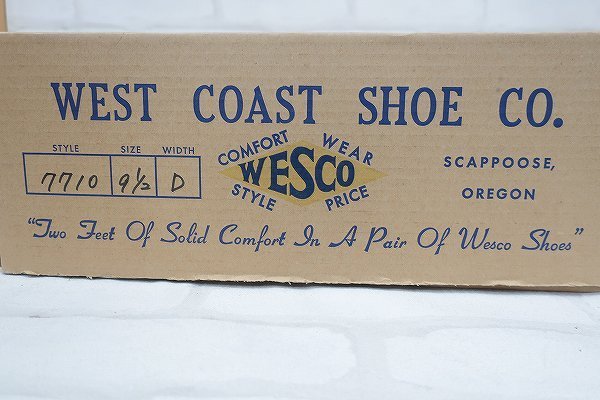 WEST COAST SHOE CO.
STYLE SIZE WIDTH
7710 9½ D
COMFORT WEAR
WESCO
STYLE PRICE
SCAPPOOSE,
OREGON
"Two Feet Of Solid Comfort In A Pair Of Wesco Shoes"